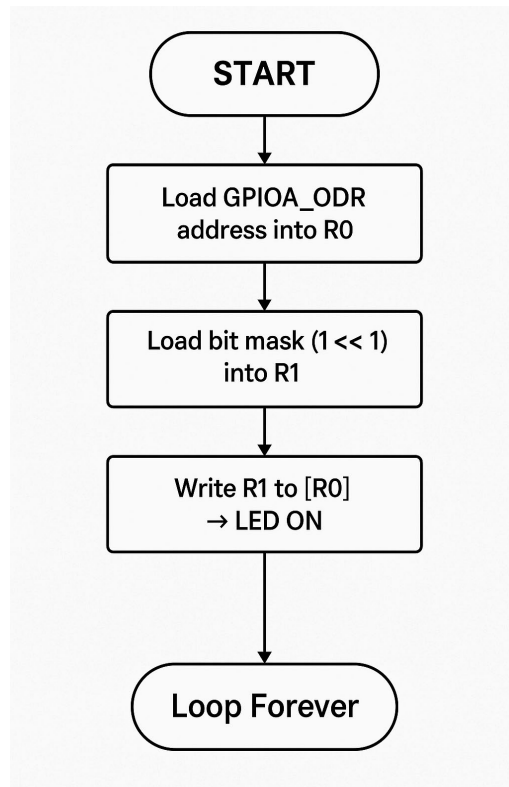 START
Load GPIOA_ODR
address into R0
Load bit mask (1 << 1)
into R1
Write R1 to [R0]
→ LED ON
Loop Forever